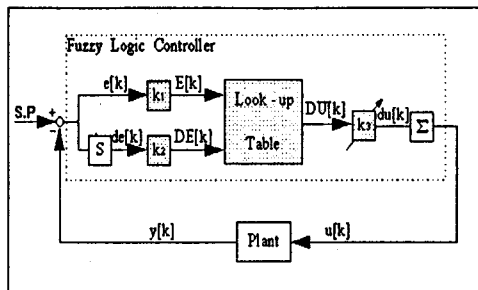 Fuzzy Logic Controller
e[k] k1 E[k]
S.P + -
S de[k] k2 DE[k]
Look - up
Table
DU[k] k3 du[k] Σ
y[k] Plant u[k]